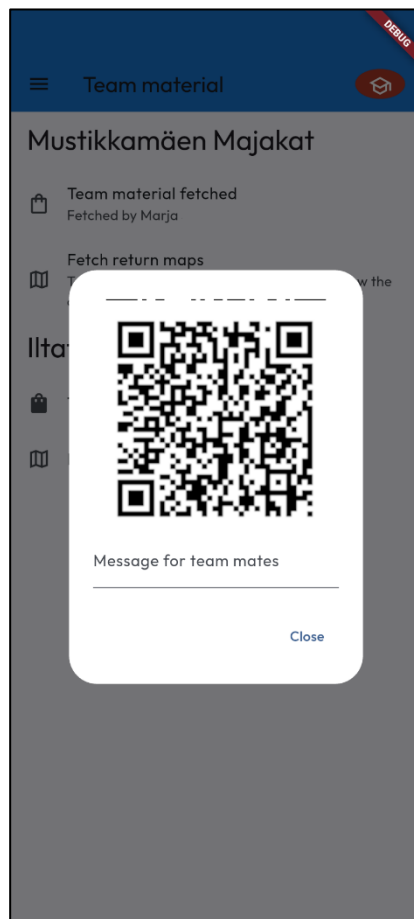 DEBUG
Team material
Mustikkamäen Majakat
Team material fetched
Fetched by Marja
Fetch return maps
w the
Message for team mates
Close